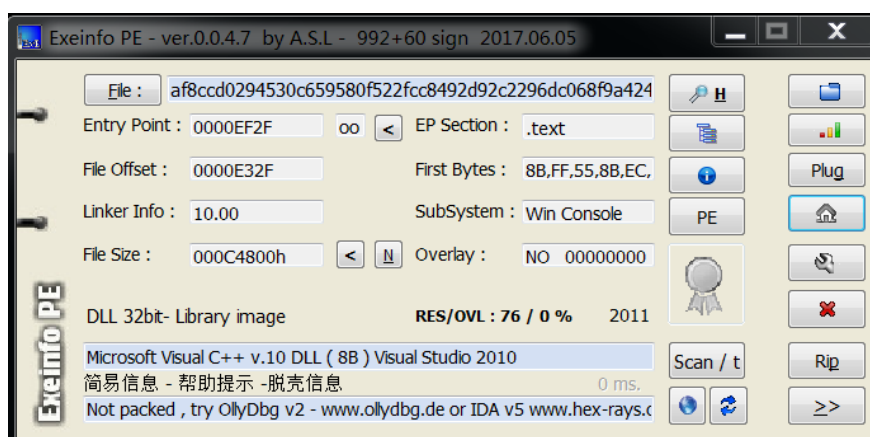 Exeinfo PE - ver.0.0.4.7 by A.S.L - 992+60 sign 2017.06.05
File : af8ccd0294530c659580f522fcc8492d92c2296dc068f9a424 H
Entry Point : 0000EF2F oo < EP Section : .text
File Offset : 0000E32F First Bytes : 8B,FF,55,8B,EC, Plug
Linker Info : 10.00 SubSystem : Win Console PE
File Size : 000C4800h < N Overlay : NO 00000000
DLL 32bit- Library image RES/OVL : 76 / 0 % 2011
Microsoft Visual C++ v.10 DLL ( 8B ) Visual Studio 2010 Scan / t Rip
简易信息 - 帮助提示 -脱壳信息 0 ms.
Not packed , try OllyDbg v2 - www.ollydbg.de or IDA v5 www.hex-rays.c >>
Exeinfo PE